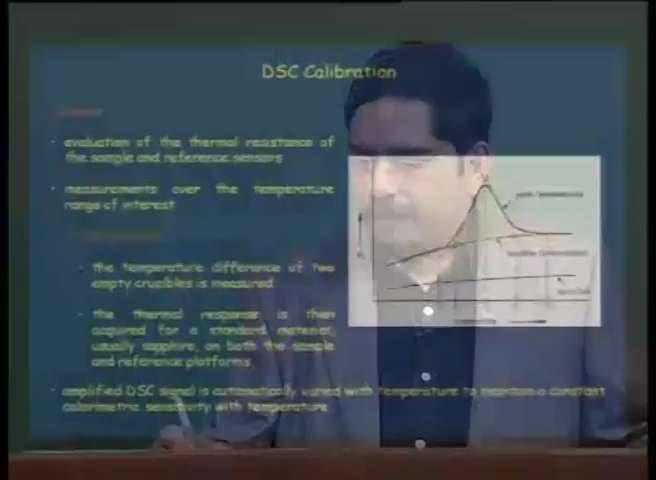 DSC Calibration
· evaluation of the thermal resistance of
the sample and reference sensors
· measurements over the temperature
range of interest
· the temperature difference of two
empty crucibles is measured
· the thermal response is then
acquired for a standard material,
usually sapphire, on both the sample
and reference platforms
· amplified DSC signal is automatically varied with temperature to maintain a constant
calorimetric sensitivity with temperature